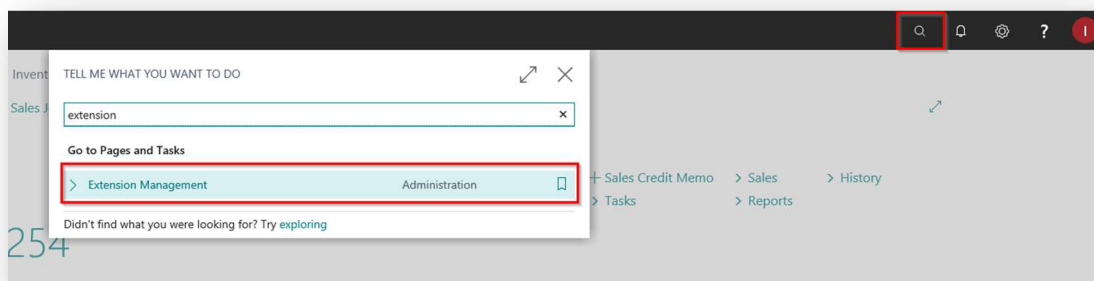 ?
I
Invent
TELL ME WHAT YOU WANT TO DO
Sales J
extension
Go to Pages and Tasks
Extension Management Administration
+ Sales Credit Memo > Sales > History
> Tasks > Reports
Didn't find what you were looking for? Try exploring
254